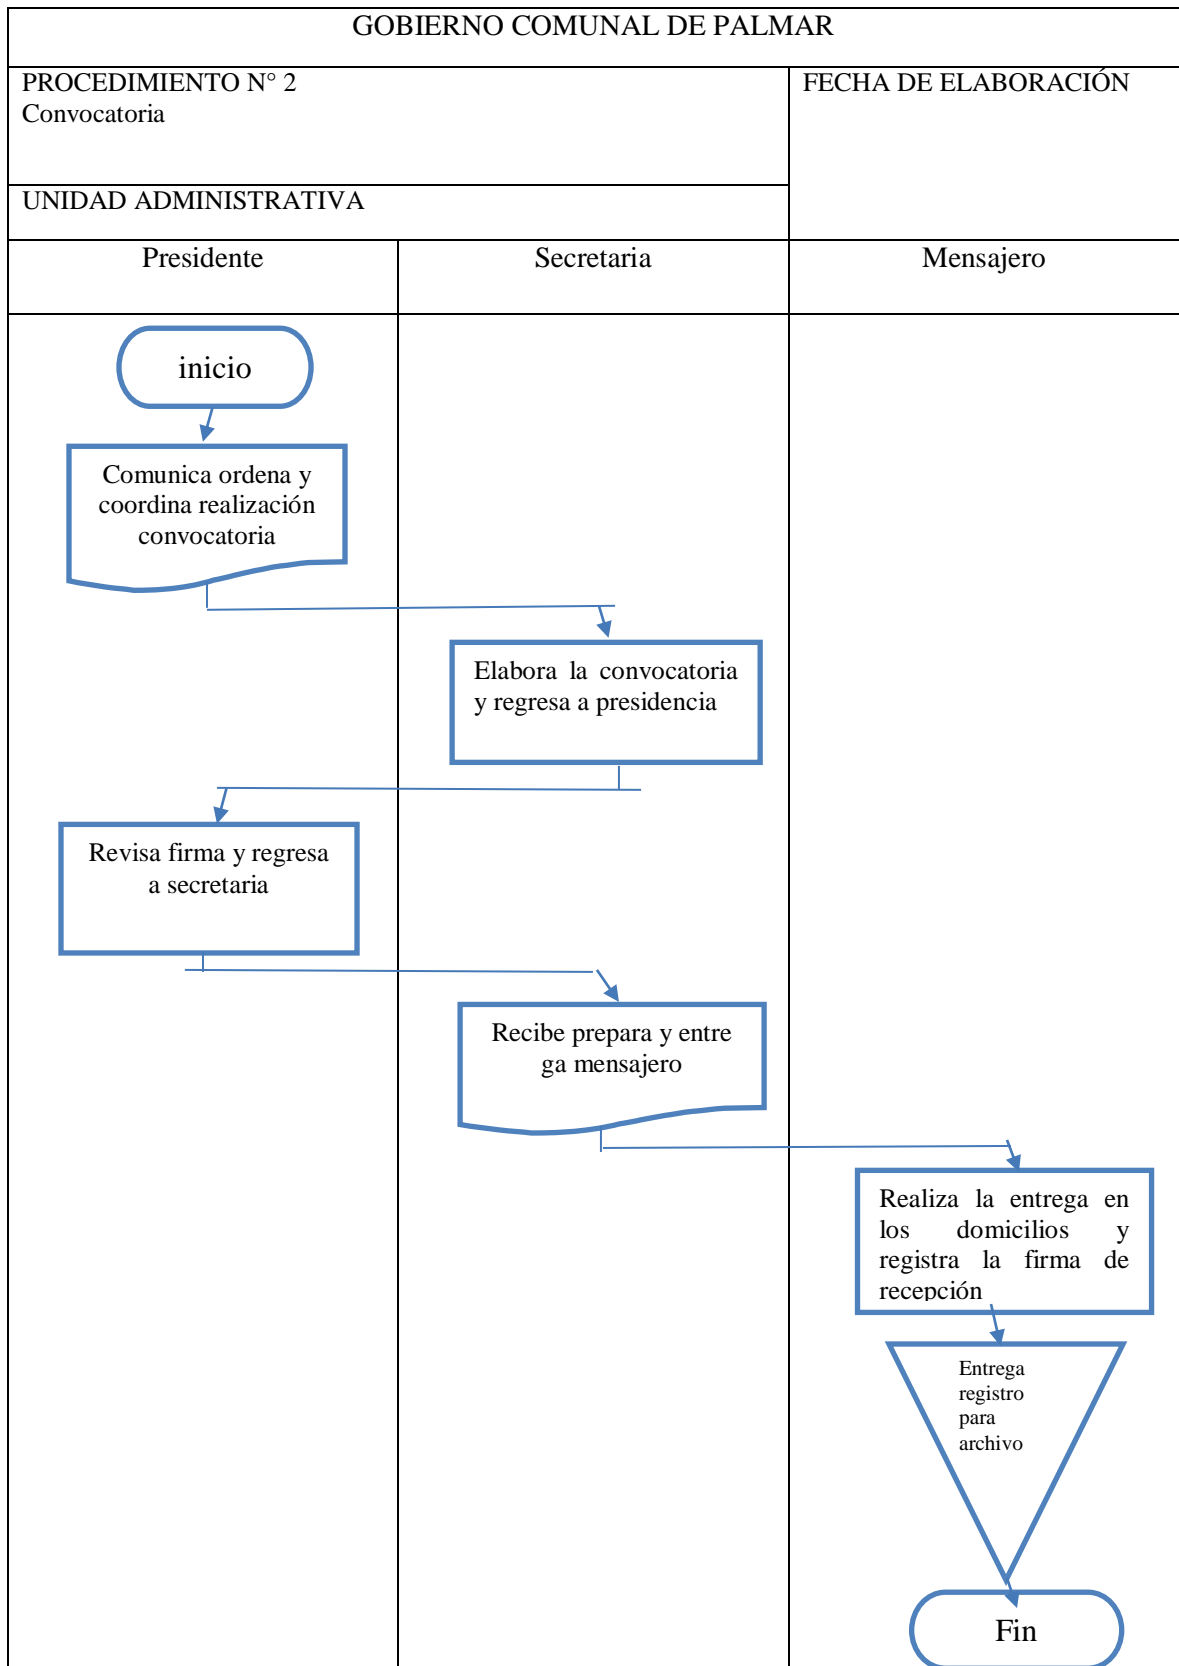 GOBIERNO COMUNAL DE PALMAR
PROCEDIMIENTO N° 2
Convocatoria
FECHA DE ELABORACIÓN
UNIDAD ADMINISTRATIVA
Presidente
Secretaria
Mensajero
inicio
Comunica ordena y
coordina realización
convocatoria
Elabora la convocatoria
y regresa a presidencia
Revisa firma y regresa
a secretaria
Recibe prepara y entre
ga mensajero
Realiza la entrega en
los domicilios y
registra la firma de
recepción
Entrega
registro
para
archivo
Fin